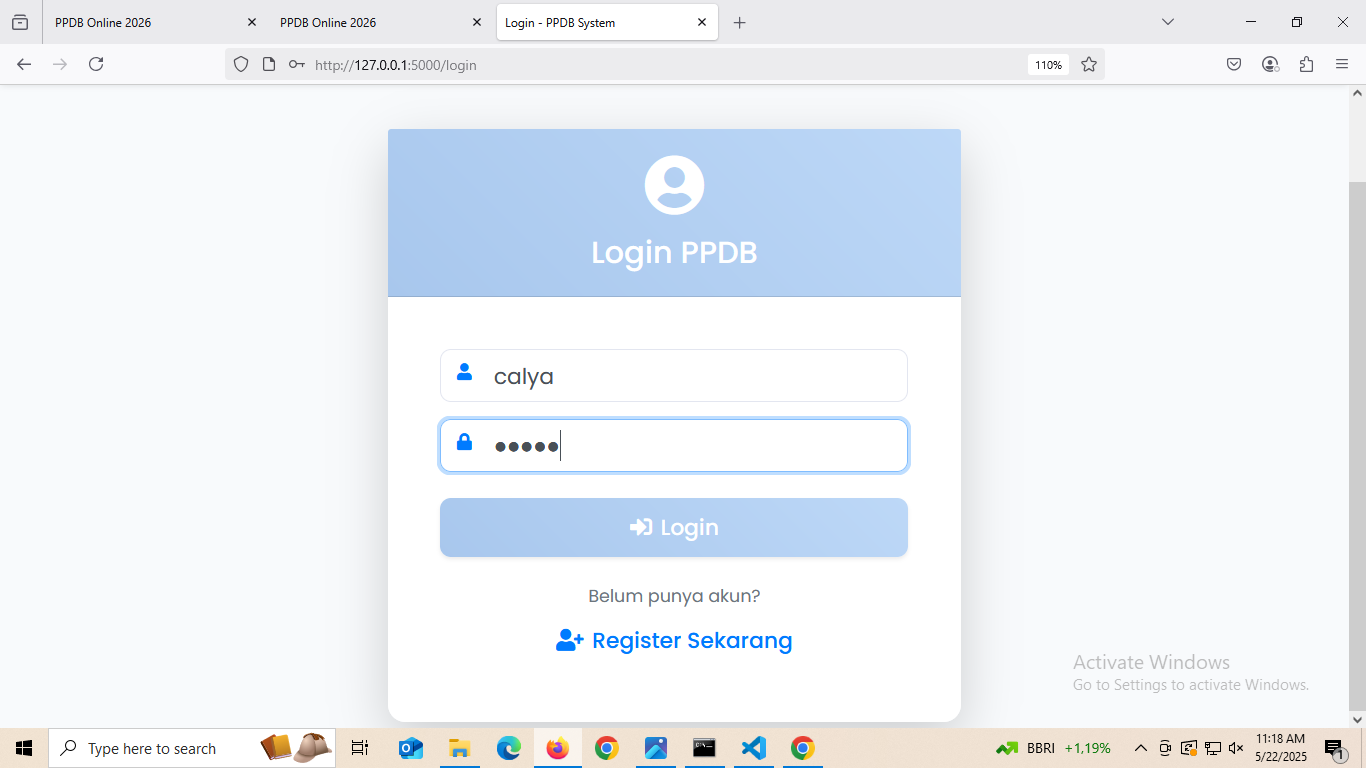 PPDB Online 2026
PPDB Online 2026
Login - PPDB System
http://127.0.0.1:5000/login
110%
Login PPDB
calya
Login
Belum punya akun?
Register Sekarang
Activate Windows
Go to Settings to activate Windows.
Type here to search
BBRI +1,19%
11:18 AM
5/22/2025
1